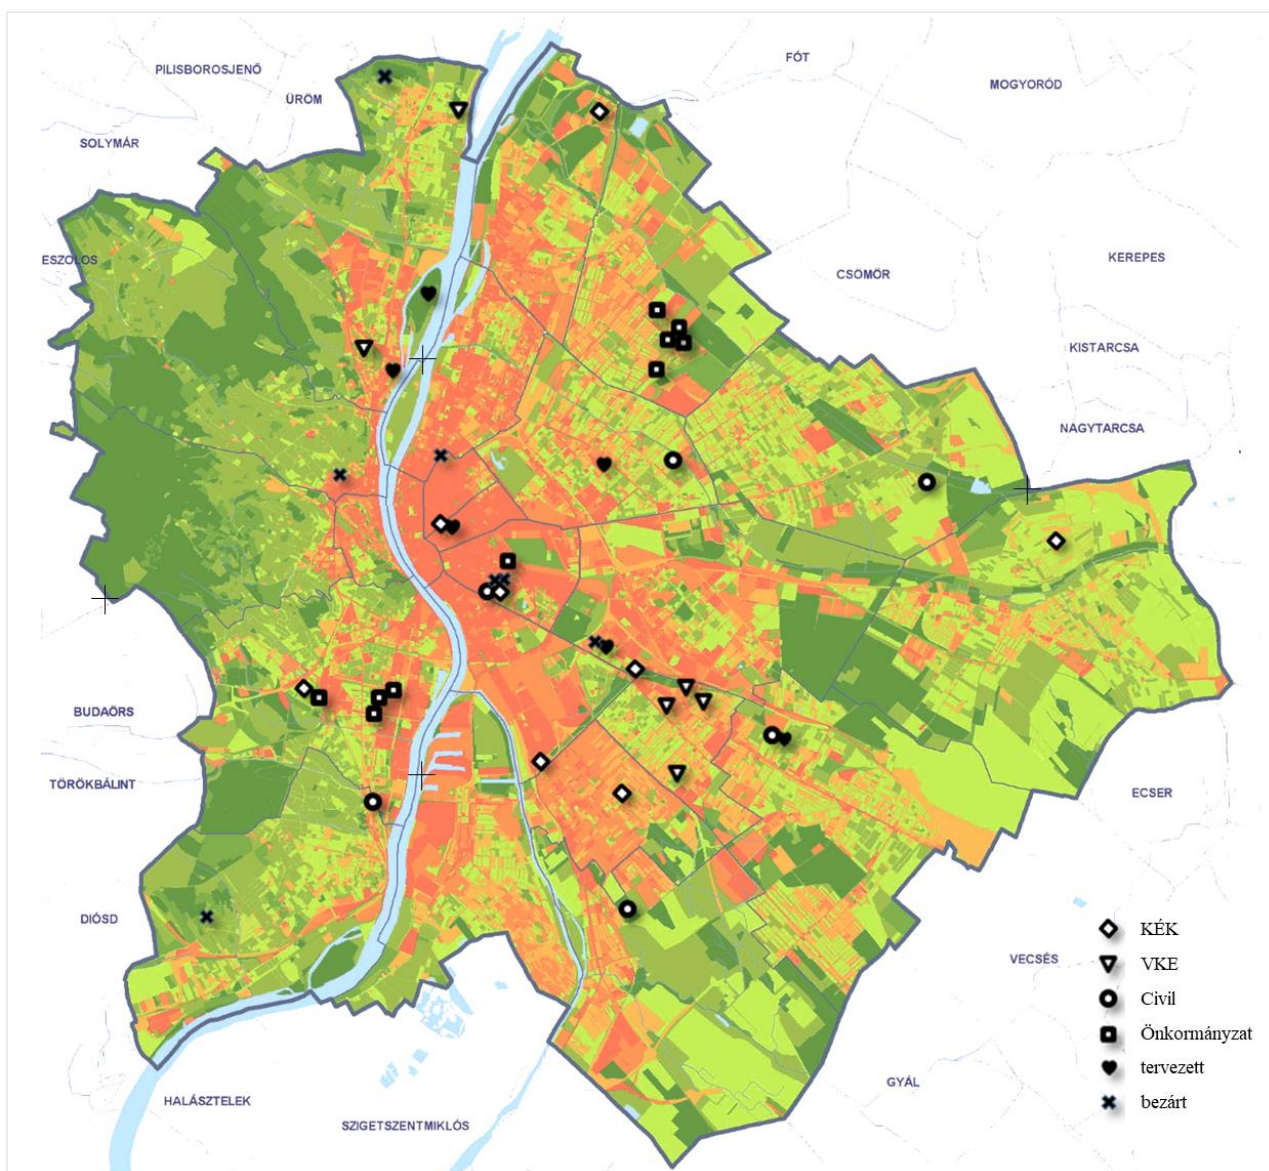 FÓT
PILISBOROSJENŐ
MOGYORÓD
ÜRÖM
SOLYMÁR
KEREPES
ESZÖLÖS
CSÖMÖR
KISTARCSA
NAGYTARCSA
BUDAÖRS
TÖRÖKBÁLINT
ECSER
DIÓSD
VECSÉS
GYÁL
HALÁSZTELEK
SZIGETSZENTMIKLÓS
KÉK
VKE
Civil
Önkormányzat
tervezett
bezárt